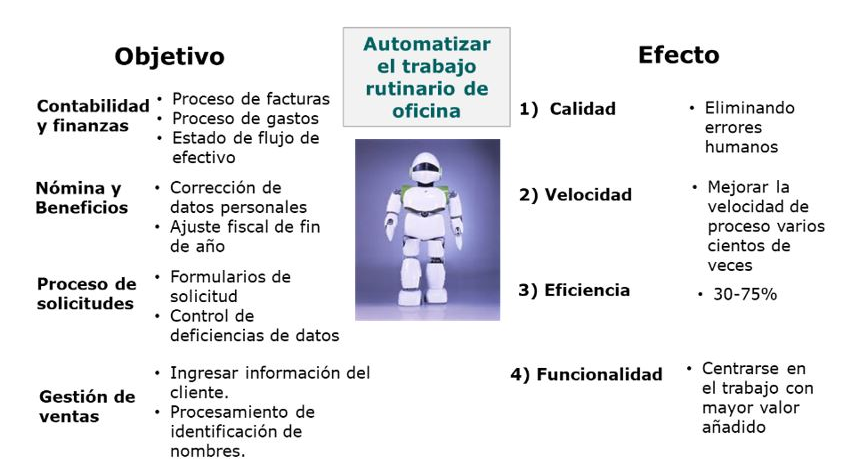 Objetivo
Contabilidad
y finanzas
• Proceso de facturas
• Proceso de gastos
• Estado de flujo de
efectivo
Nómina y
Beneficios
• Corrección de
datos personales
• Ajuste fiscal de fin
de año
Proceso de
solicitudes
• Formularios de
solicitud
• Control de
deficiencias de datos
Gestión de
ventas
• Ingresar información del
cliente.
• Procesamiento de
identificación de
nombres.
Automatizar
el trabajo
rutinario de
oficina
Efecto
1) Calidad
• Eliminando
errores
humanos
2) Velocidad
• Mejorar la
velocidad de
proceso varios
cientos de
veces
3) Eficiencia
• 30-75%
4) Funcionalidad
• Centrarse en
el trabajo con
mayor valor
añadido